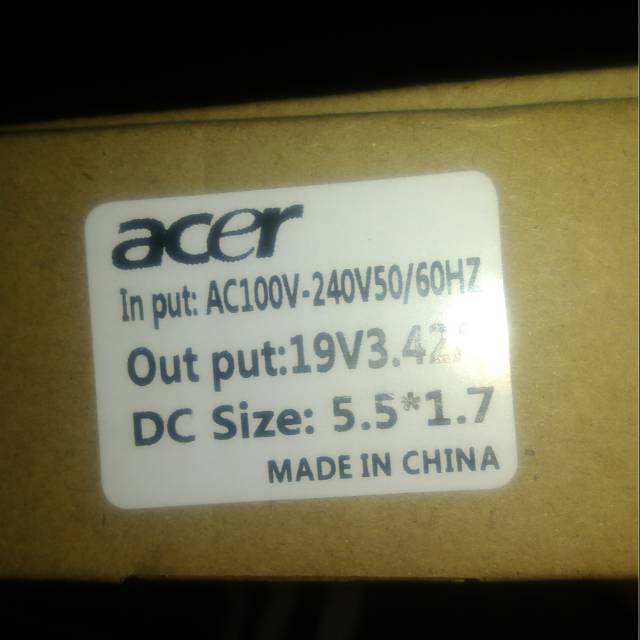 acer
In put: AC100V-240V50/60HZ
Out put:19V3.42
DC Size: 5.5*1.7
MADE IN CHINA